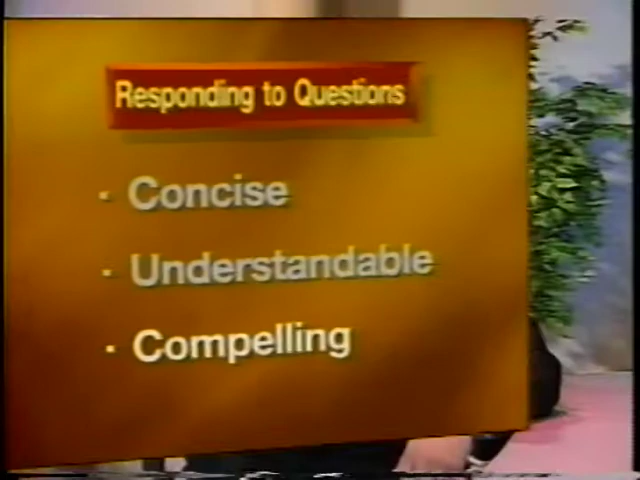 Responding to Questions
· Concise
· Understandable
· Compelling